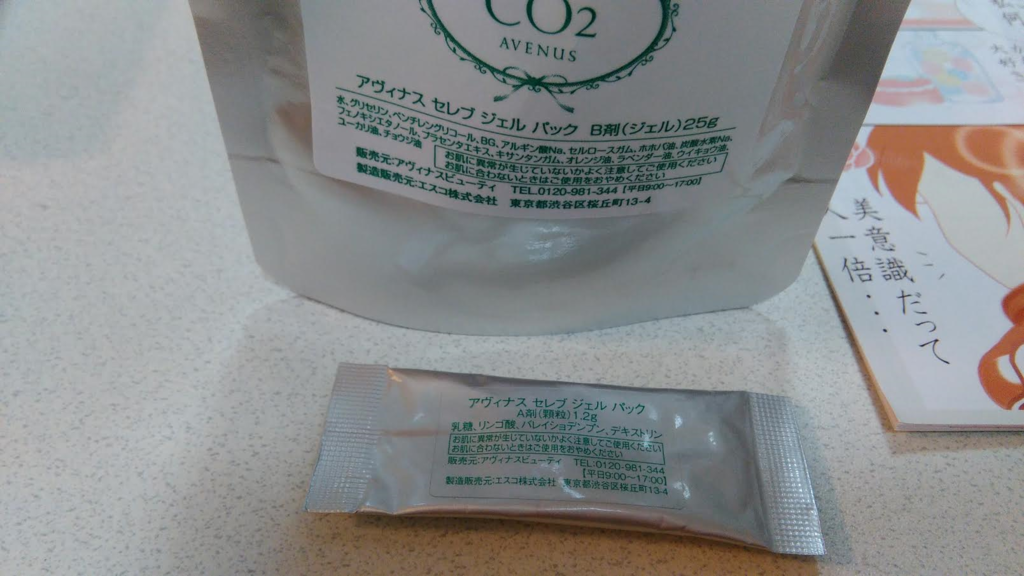 CO2
AVENUS
アヴィナス セレブ ジェル パック B剤(ジェル)25g
水、グリセリン、ペンチレングリコール、BG、アルギン酸Na、セルロースガム、ホホバ油、炭酸水素Na、
フェノキシエタノール、プラセンタエキス、キサンタンガム、オレンジ油、ラベンダー油、ウイキョウ油、
ユーカリ油、チョウジ油
お肌に異常が生じていないかよく注意してご使用ください
お肌に合わないときはご使用をおやめください
販売元:アヴィナスビューティ TEL.0120-981-344 [平日9:00〜17:00]
製造販売元:エスコ株式会社 東京都渋谷区桜丘町13-4
アヴィナス セレブ ジェル パック
A剤(顆粒)1.2g
乳糖、リンゴ酸、バレイショデンプン、デキストリン
お肌に異常が生じていないかよく注意してご使用ください
お肌に合わないときはご使用をおやめください
販売元:アヴィナスビューティ TEL:0120-981-344
[平日9:00〜17:00]
製造販売元:エスコ株式会社 東京都渋谷区桜丘町13-4
美意識だって
人一倍・・・